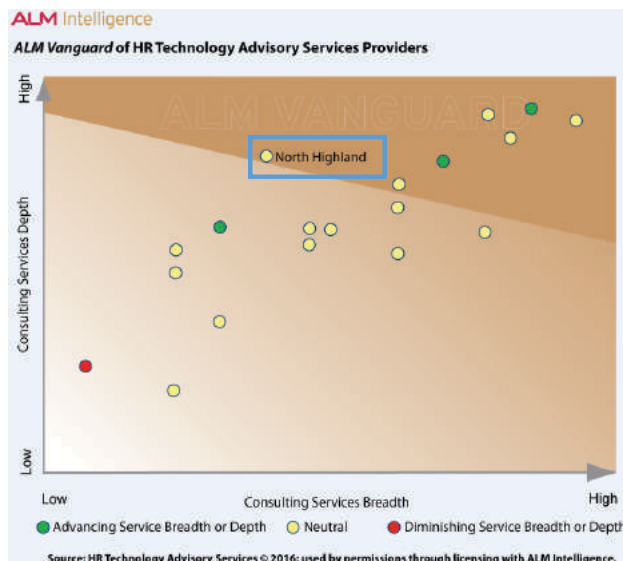 ALM Intelligence
ALM Vanguard of HR Technology Advisory Services Providers
High
ALM VANGUARD
North Highland
Consulting Services Depth
Low
Low
Consulting Services Breadth
High
Advancing Service Breadth or Depth
Neutral
Diminishing Service Breadth or Depth
Source: HR Technology Advisory Services © 2016; used by permissions through licensing with ALM Intelligence.